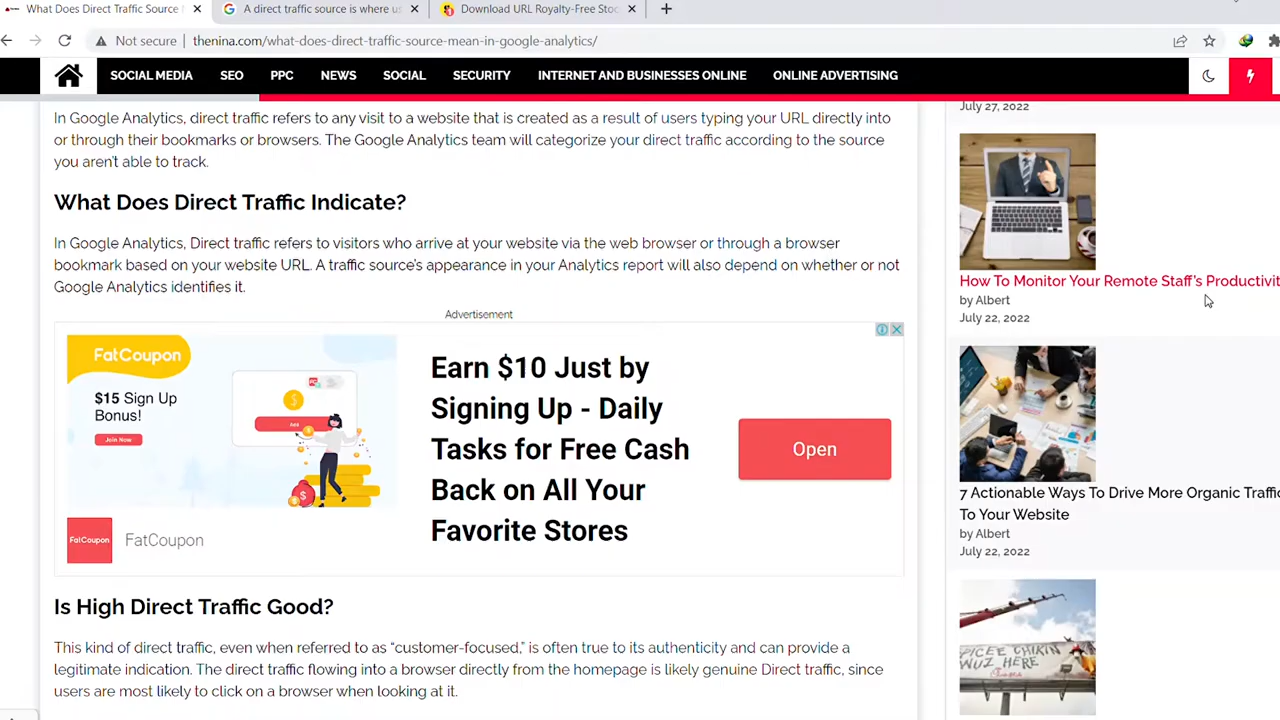 What Does Direct Traffic Source
A direct traffic source is where us
Download URL Royalty-Free Stoc
Not secure
thenina.com/what-does-direct-traffic-source-mean-in-google-analytics/
SOCIAL MEDIA
SEO
PPC
NEWS
SOCIAL
SECURITY
INTERNET AND BUSINESSES ONLINE
ONLINE ADVERTISING
In Google Analytics, direct traffic refers to any visit to a website that is created as a result of users typing your URL directly into
or through their bookmarks or browsers. The Google Analytics team will categorize your direct traffic according to the source
you aren't able to track.
What Does Direct Traffic Indicate?
In Google Analytics, Direct traffic refers to visitors who arrive at your website via the web browser or through a browser
bookmark based on your website URL. A traffic source's appearance in your Analytics report will also depend on whether or not
Google Analytics identifies it.
Advertisement
FatCoupon
$15 Sign Up
Bonus!
Join Now
Earn $10 Just by
Signing Up - Daily
Tasks for Free Cash
Back on All Your
Favorite Stores
Open
FatCoupon
FatCoupon
Is High Direct Traffic Good?
This kind of direct traffic, even when referred to as “customer-focused,” is often true to its authenticity and can provide a
legitimate indication. The direct traffic flowing into a browser directly from the homepage is likely genuine Direct traffic, since
users are most likely to click on a browser when looking at it.
July 27, 2022
How To Monitor Your Remote Staff's Productivit
by Albert
July 22, 2022
7 Actionable Ways To Drive More Organic Traffic
To Your Website
by Albert
July 22, 2022
PICEE CHIKIN
WUZ HERE